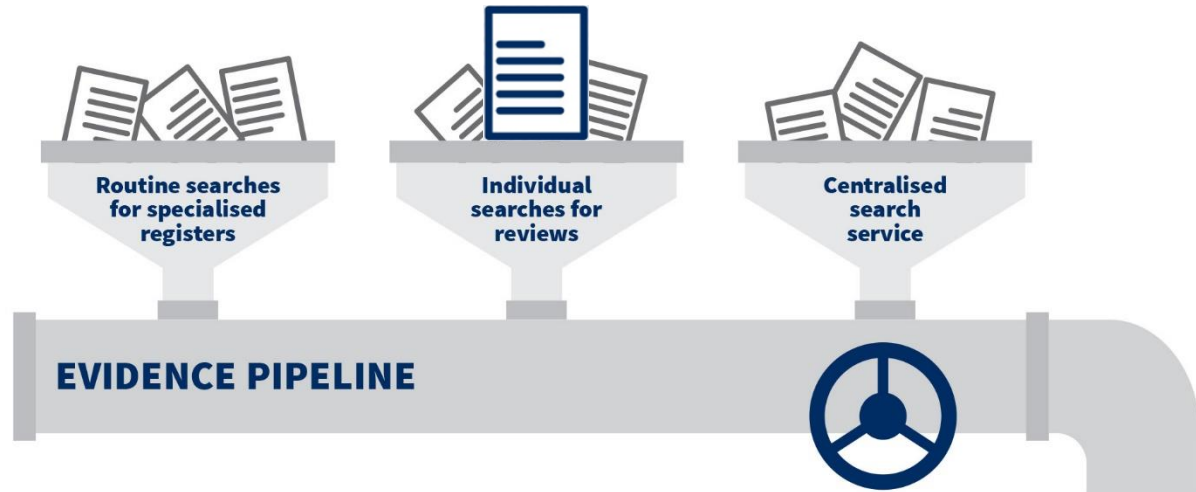 Routine searches
for specialised
registers
Individual
searches for
reviews
Centralised
search
service
EVIDENCE PIPELINE